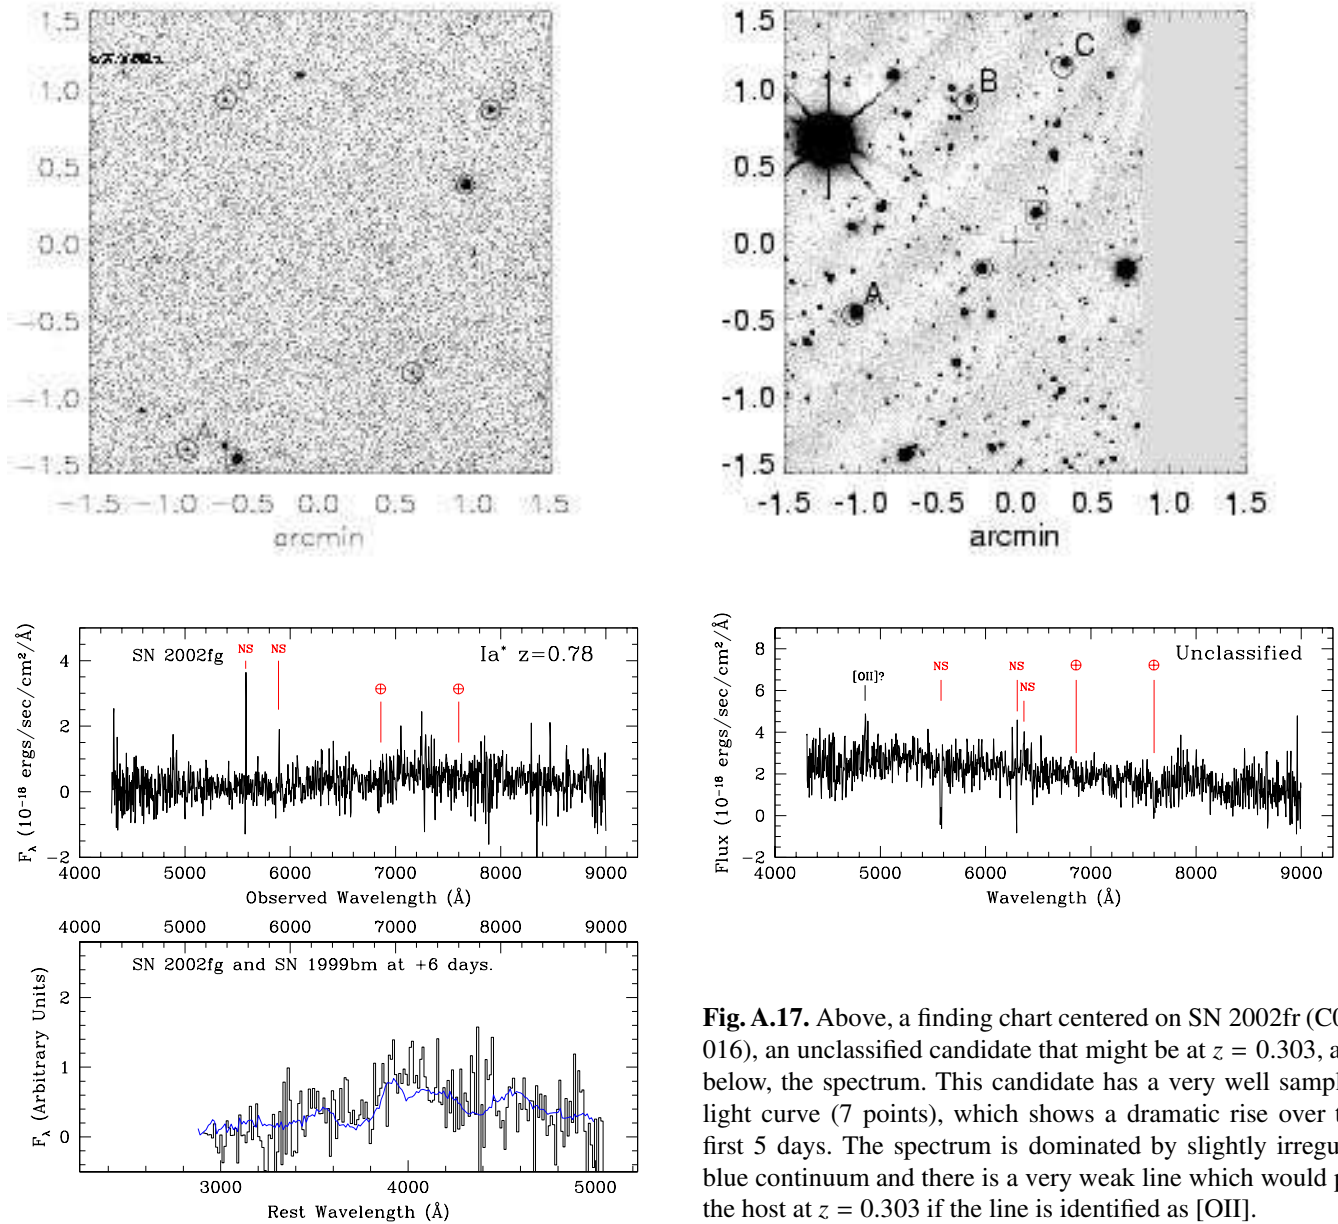 1.5
1.0
0.5
0.0
-0.5
-1.0
-1.5
-1.5 -1.0 -0.5 0.0 0.5 1.0 1.5
arcmin
A
B
1.5
1.0
0.5
0.0
-0.5
-1.0
-1.5
-1.5 -1.0 -0.5 0.0 0.5 1.0 1.5
arcmin
A
B
C
SN 2002fg
NS
NS
Ia* z=0.78
⊕
⊕
4
2
0
-2
4000 5000 6000 7000 8000 9000
Observed Wavelength (Å)
Fλ (10⁻¹⁸ ergs/sec/cm²/Å)
4000 5000 6000 7000 8000 9000
SN 2002fg and SN 1999bm at +6 days.
2
1
0
3000 4000 5000
Rest Wavelength (Å)
Fλ (Arbitrary Units)
Unclassified
[OII]?
NS
NS
NS
⊕
⊕
8
6
4
2
0
-2
4000 5000 6000 7000 8000 9000
Wavelength (Å)
Flux (10⁻¹⁸ ergs/sec/cm²/Å)
Fig. A.17. Above, a finding chart centered on SN 2002fr (C0
016), an unclassified candidate that might be at z = 0.303, a
below, the spectrum. This candidate has a very well sampl
light curve (7 points), which shows a dramatic rise over t
first 5 days. The spectrum is dominated by slightly irregu
blue continuum and there is a very weak line which would p
the host at z = 0.303 if the line is identified as [OII].